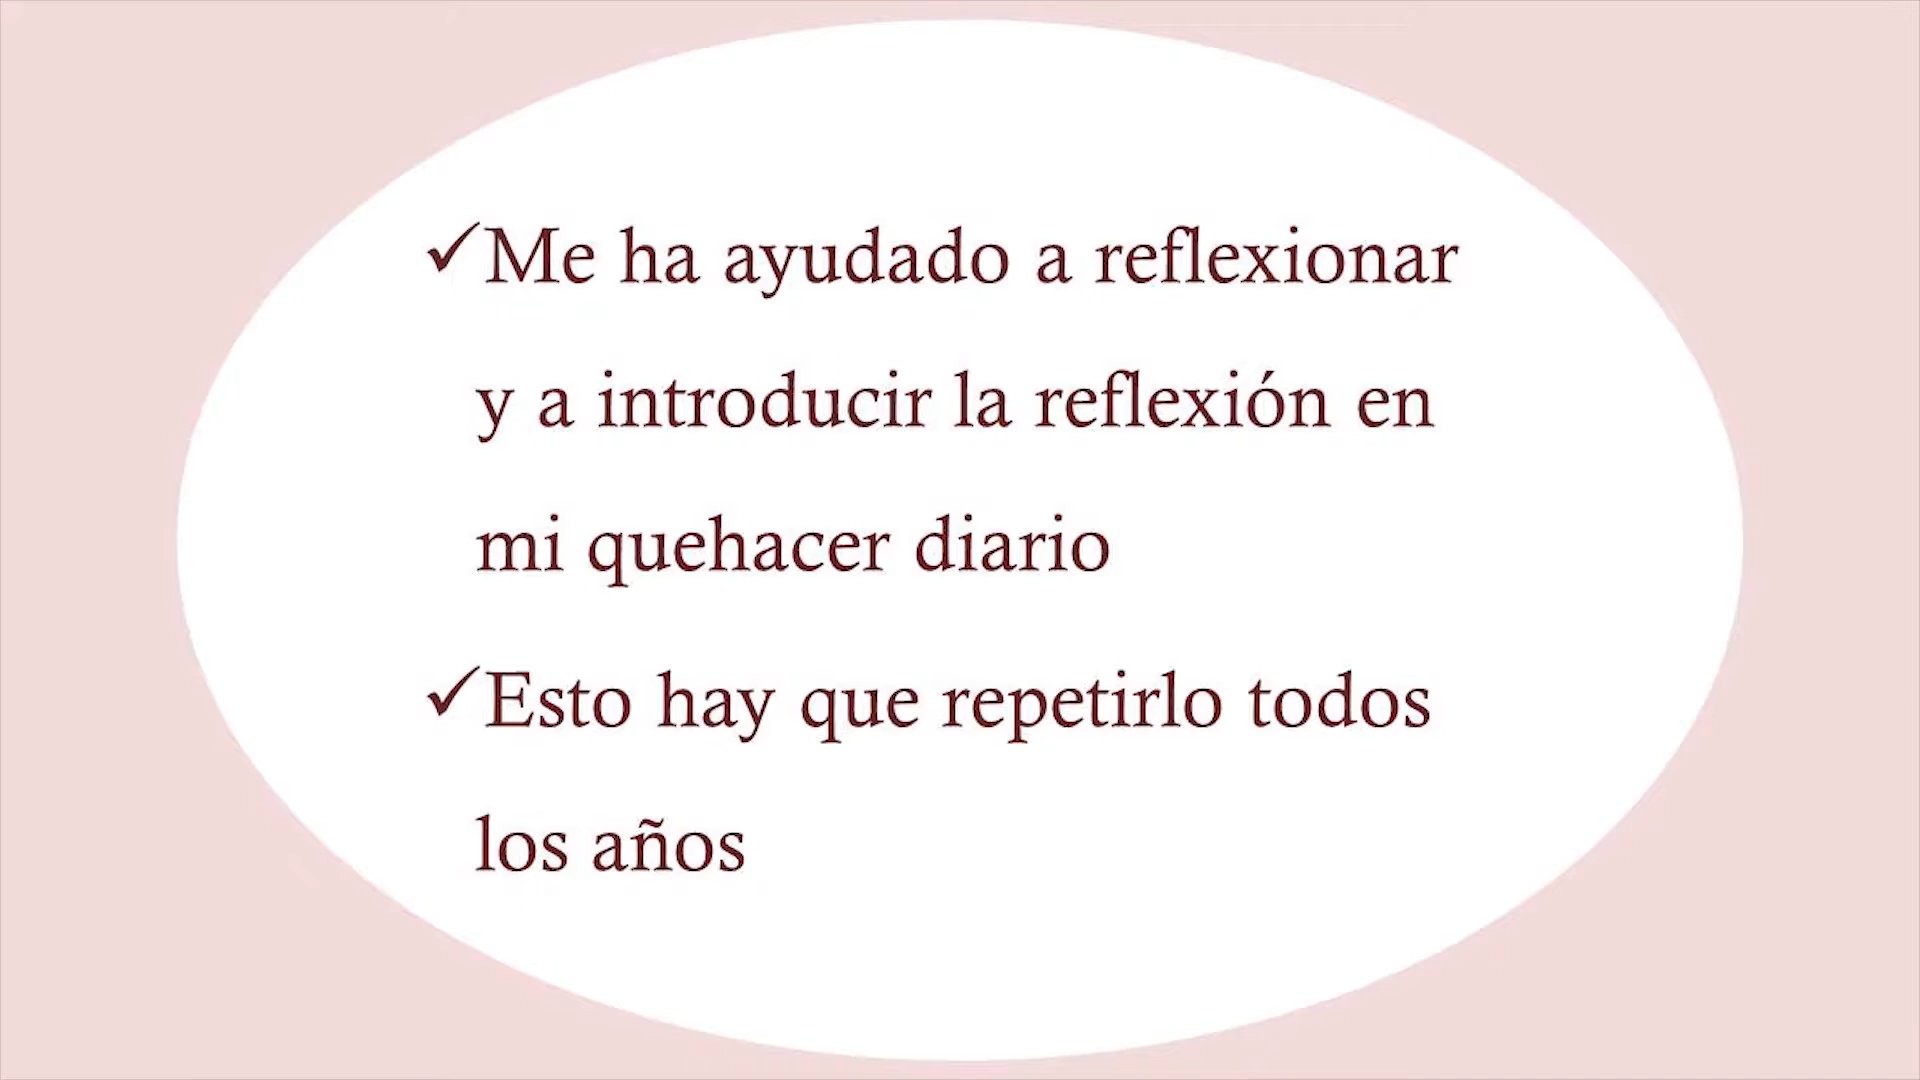 ✓Me ha ayudado a reflexionar
y a introducir la reflexión en
mi quehacer diario
✓Esto hay que repetirlo todos
los años